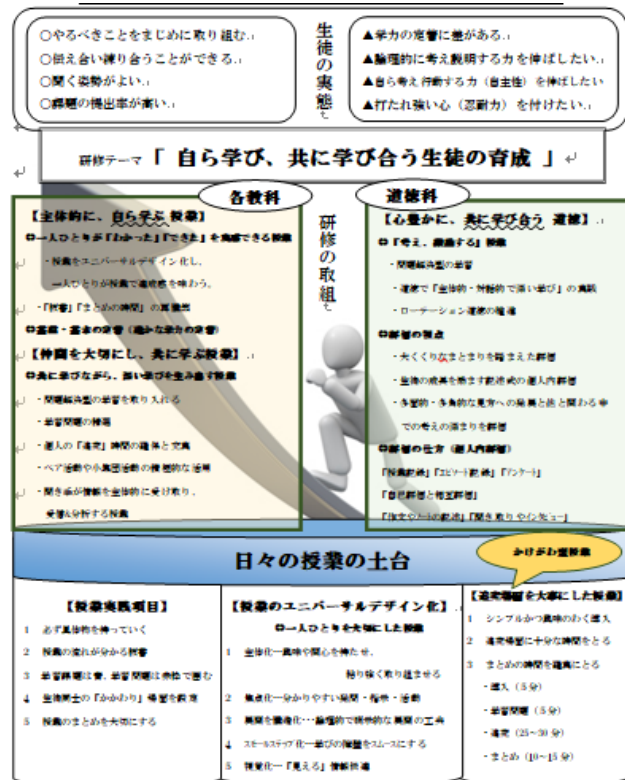 ○やるべきことをまじめに取り組む。
○伝え合い練り合うことができる。
○聞く姿勢がよい。
○課題の提出率が高い。
生徒の実態
▲学力の定着に差がある。
▲論理的に考え説明する力を伸ばしたい。
▲自ら考え行動する力（自主性）を伸ばしたい
▲打たれ強い心（忍耐力）を付けたい。
研修テーマ「 自ら学び、共に学び合う生徒の育成 」
各教科
【主体的に、自ら学ぶ 授業】
一人ひとりが『わかった』『できた』を実感できる授業
・授業をユニバーサルデザイン化し、
一人ひとりが授業で達成感を味わう。
・『板書』『まとめの時間』の再構築
基礎・基本の定着（確かな学力の定着）
【仲間を大切にし、共に学ぶ授業】
共に学びながら、深い学びを生み出す授業
・問題解決型の学習を取り入れる
・学習問題の精選
・個人の『追究』時間の確保と充実
・ペア活動や小集団活動の積極的な活用
・聞き手が情報を主体的に受け取り、
受信&分析する授業
研修の取組
道徳科
【心豊かに、共に学び合う 道徳】
『考え、議論する』授業
・問題解決型の学習
・道徳で『主体的・対話的で深い学び』の実践
・ローテーション道徳の推進
評価の視点
・大くくりなまとまりを踏まえた評価
・生徒の成長を励ます記述式の個人内評価
・多面的・多角的な見方への発展と他と関わる中
での考えの深まりを評価
評価の仕方（個人内評価）
『授業記録』『エピソード記録』『アンケート』
『自己評価と相互評価』
『作文やノートの記述』『聞き取りやインタビュー』
日々の授業の土台
かけがわ型授業
【授業実践項目】
1 必ず具体物を持っていく
2 授業の流れが分かる板書
3 学習課題は青、学習問題は赤枠で囲む
4 生徒同士の『かかわり』場面を設定
5 授業のまとめを大切にする
【授業のユニバーサルデザイン化】
一人ひとりを大切にした授業
1 主体化―興味や関心を持たせ、
粘り強く取り組ませる
2 焦点化―分かりやすい発問・指示・活動
3 展開を構造化…論理的で明示的な展開の工夫
4 スモールステップ化―学びの階段をスムーズにする
5 視覚化―『見える』情報伝達
【追究場面を大事にした授業】
1 シンプルかつ興味のわく導入
2 追究場面に十分な時間をとる
3 まとめの時間を確実にとる
・導入（5分）
・学習問題（5分）
・追究（25～30分）
・まとめ（10～15分）